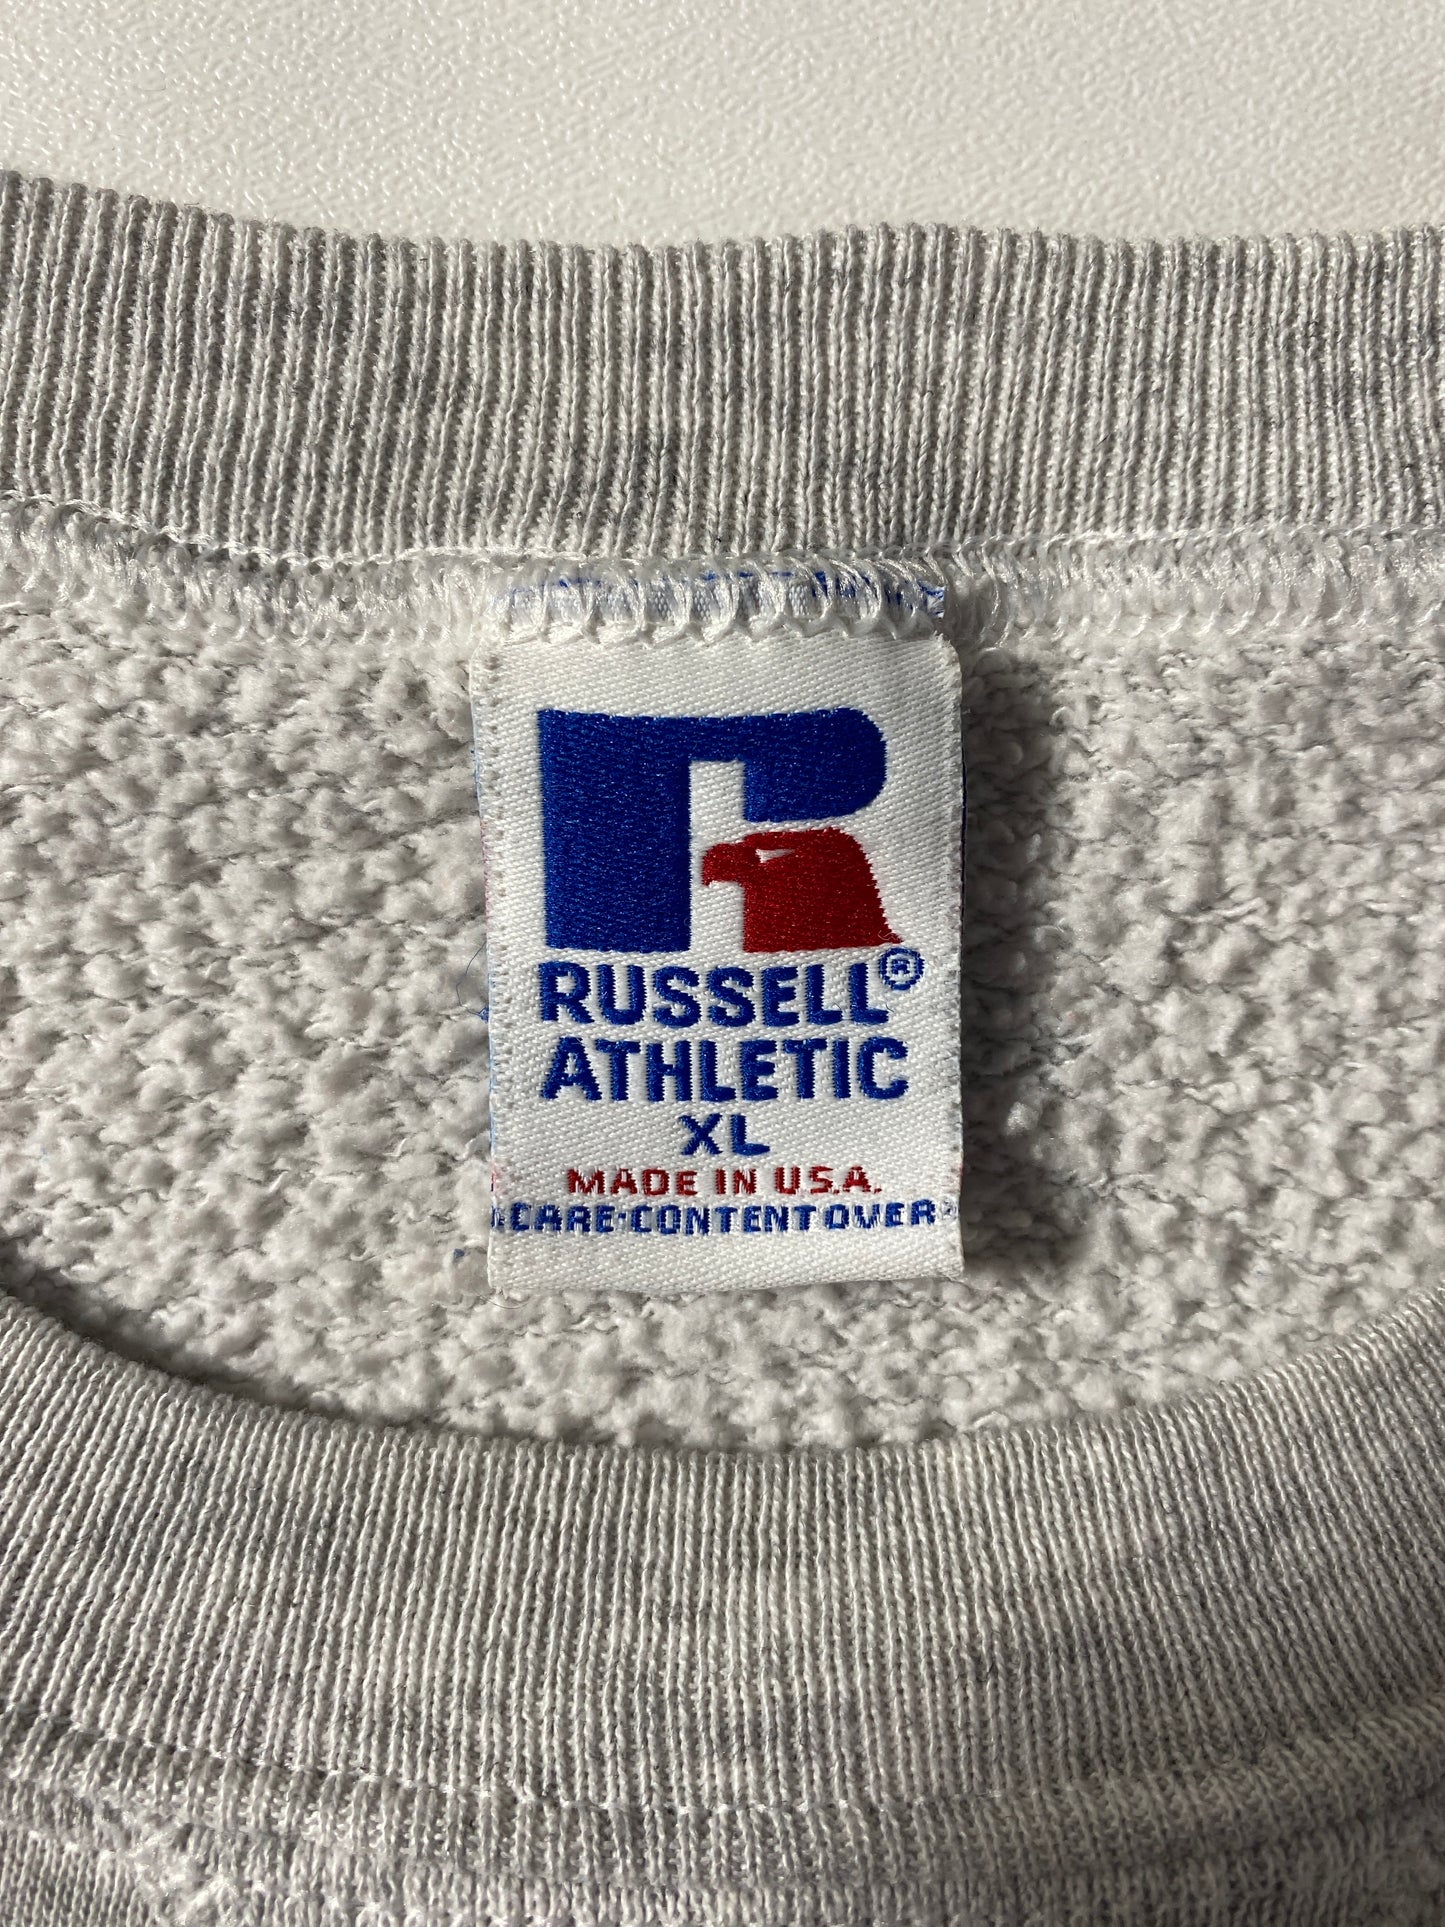 RUSSELL®
ATHLETIC
XL
MADE IN U.S.A.
CARE·CONTENT OVER